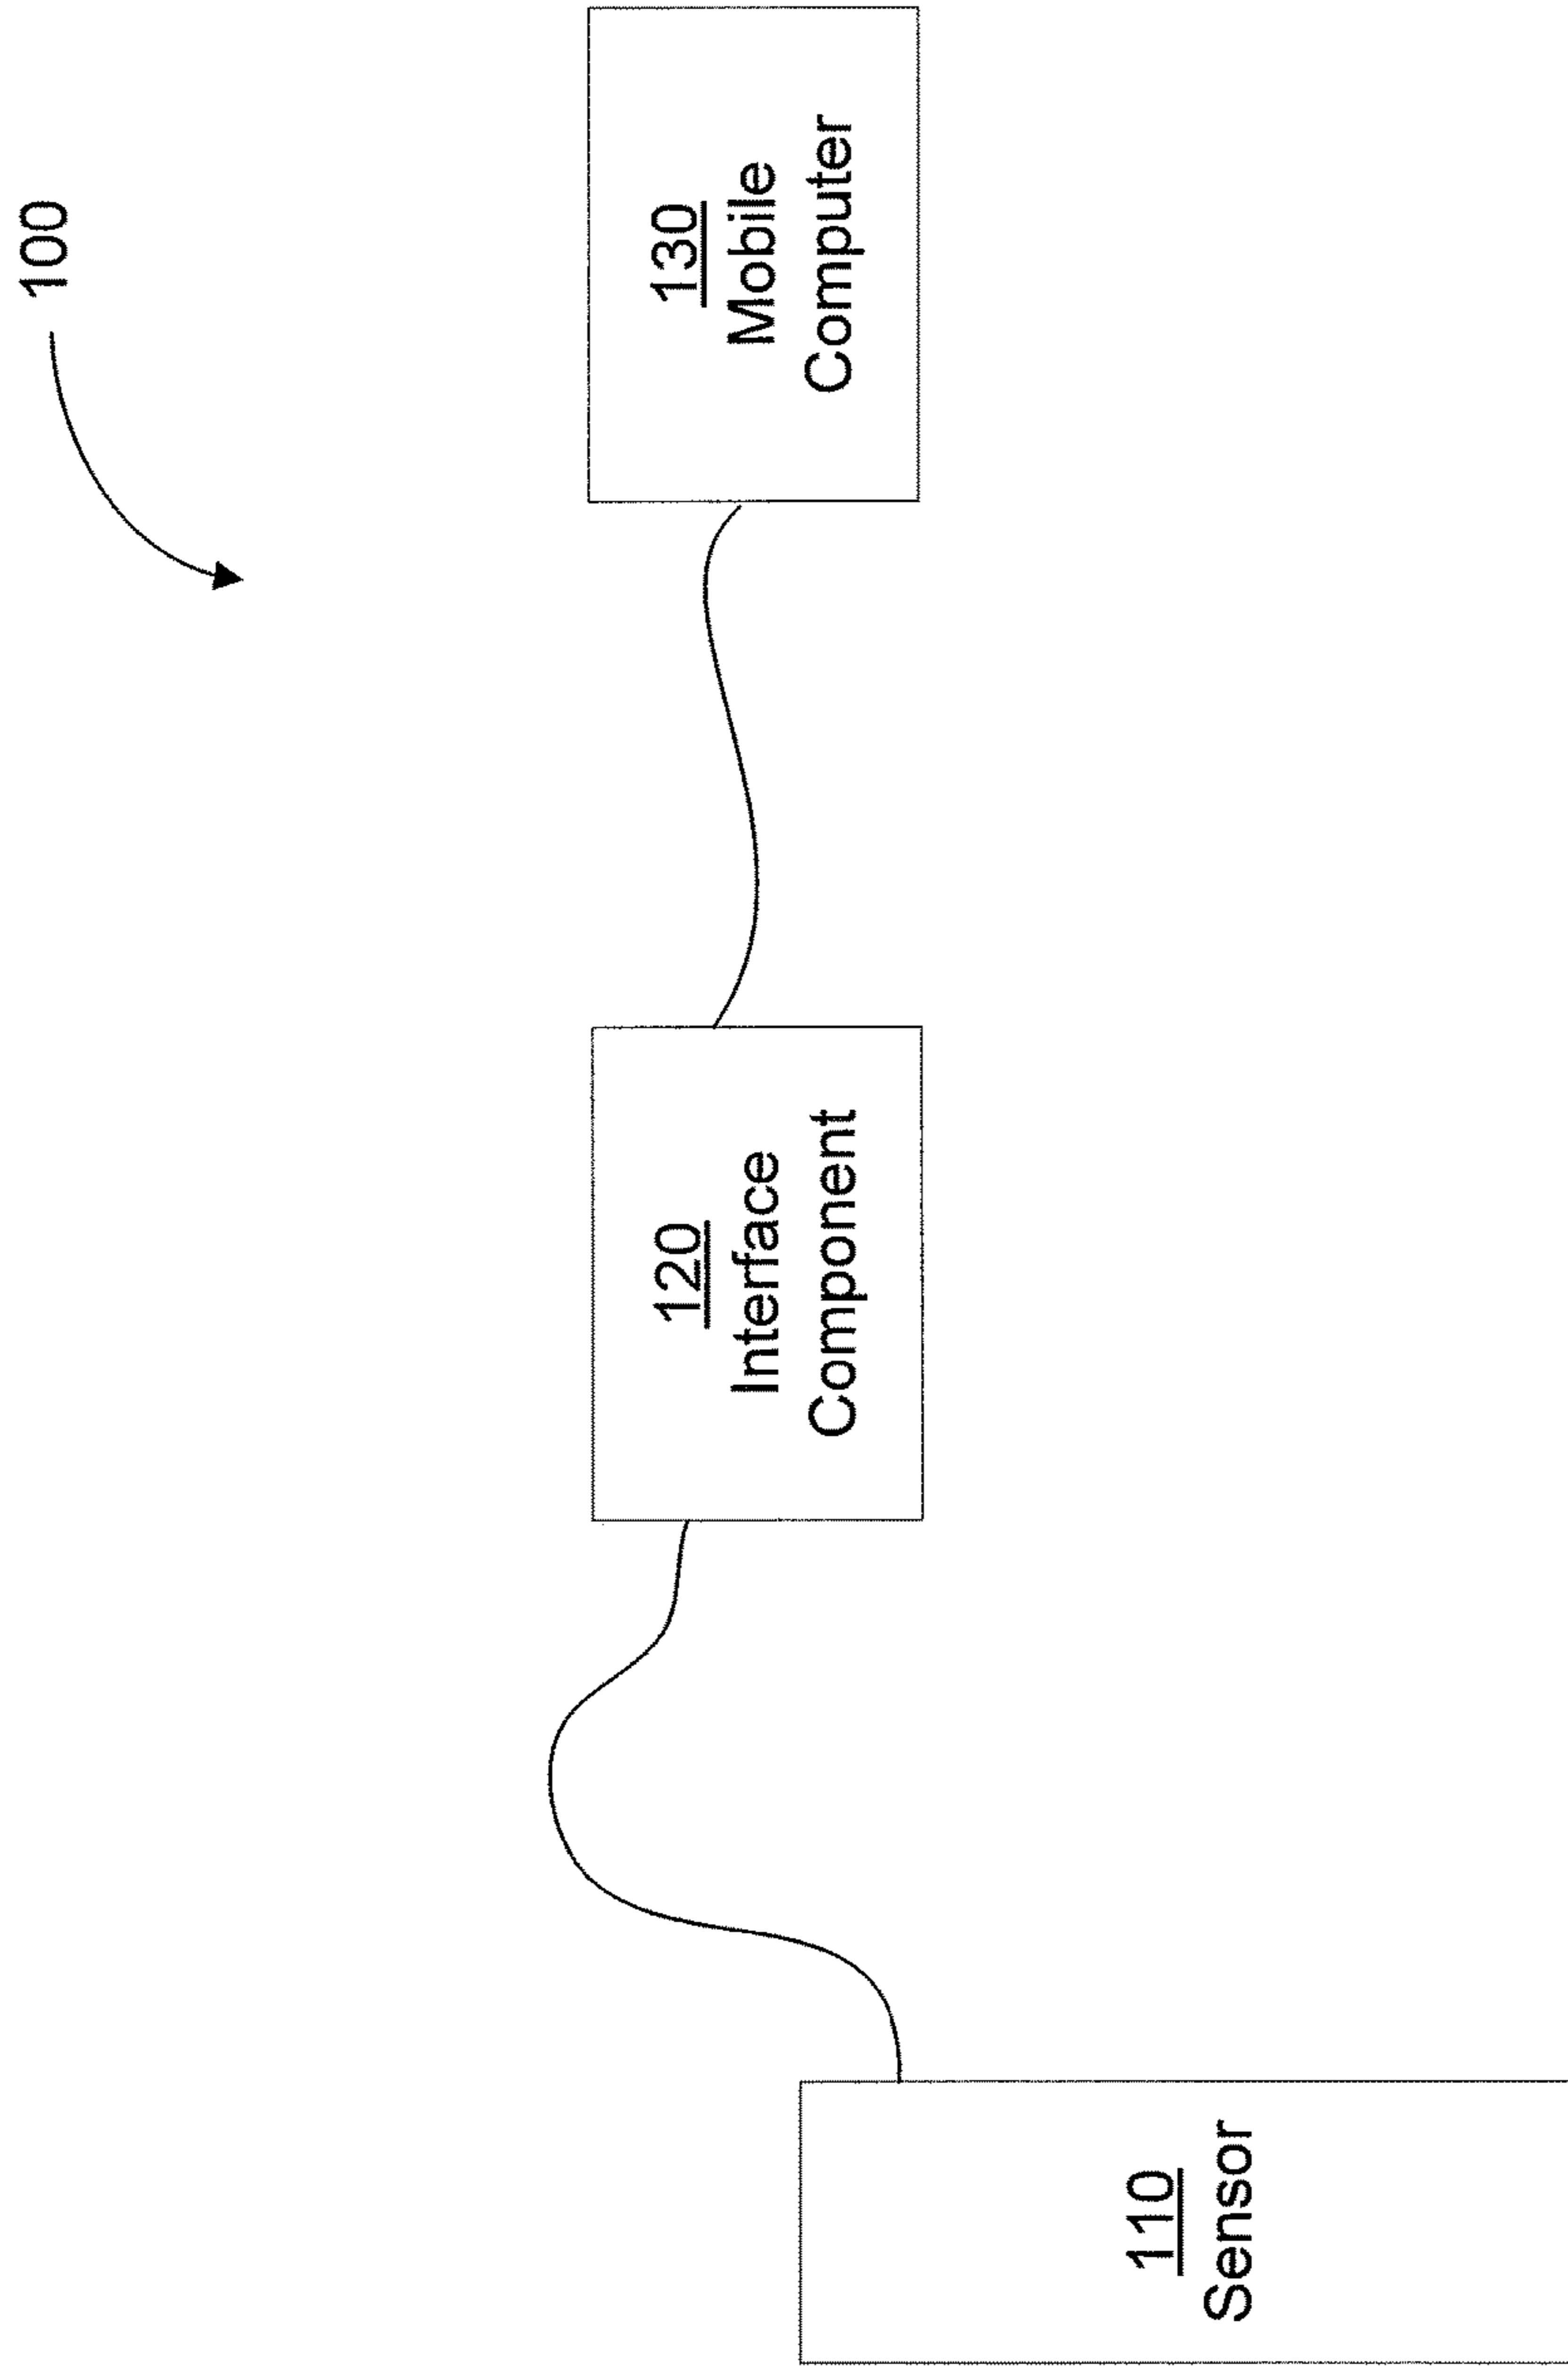 100
110
Sensor
120
Interface
Component
130
Mobile
Computer